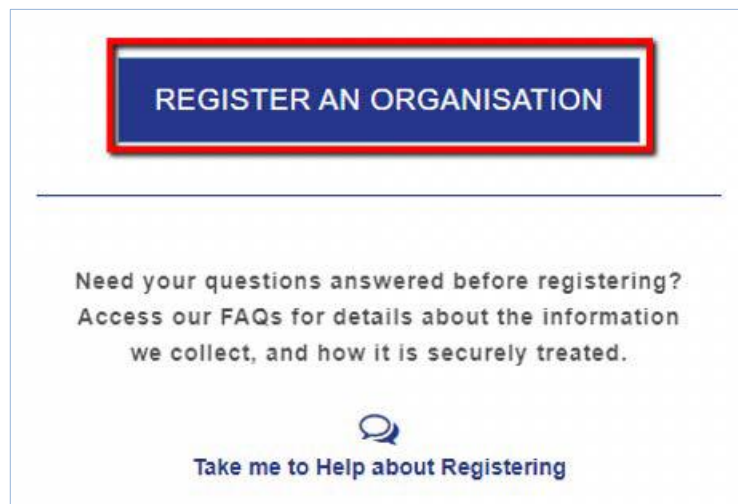 REGISTER AN ORGANISATION
Need your questions answered before registering?
Access our FAQs for details about the information
we collect, and how it is securely treated.
Take me to Help about Registering